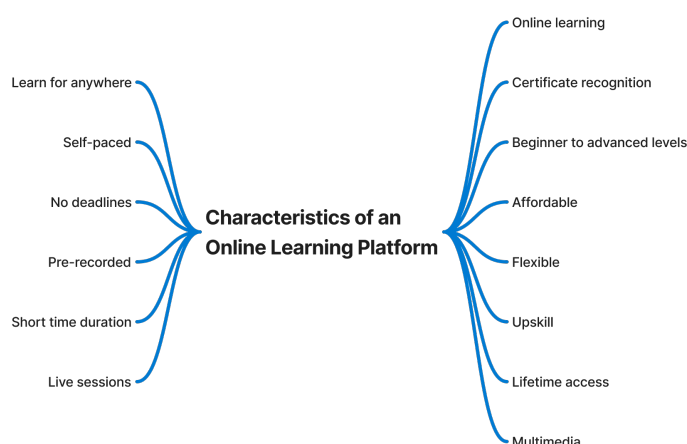 Online learning
Learn for anywhere
Certificate recognition
Self-paced
Beginner to advanced levels
No deadlines
Affordable
Characteristics of an
Online Learning Platform
Pre-recorded
Flexible
Short time duration
Upskill
Live sessions
Lifetime access
Multimedia